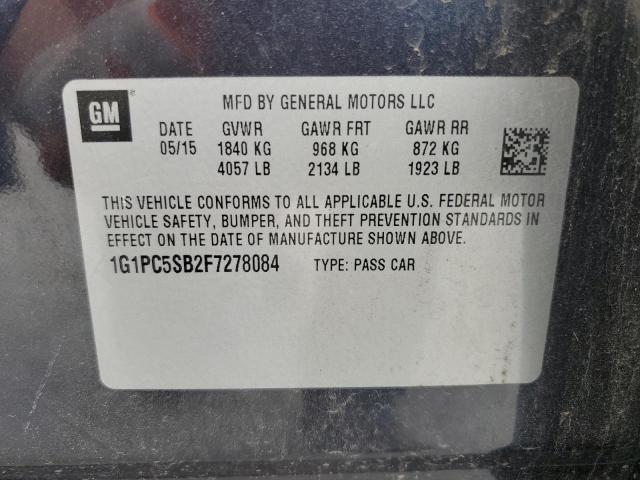 GM
MFD BY GENERAL MOTORS LLC
DATE GVWR GAWR FRT GAWR RR
05/15 1840 KG 968 KG 872 KG
4057 LB 2134 LB 1923 LB
THIS VEHICLE CONFORMS TO ALL APPLICABLE U.S. FEDERAL MOTOR
VEHICLE SAFETY, BUMPER, AND THEFT PREVENTION STANDARDS IN
EFFECT ON THE DATE OF MANUFACTURE SHOWN ABOVE.
1G1PC5SB2F7278084 TYPE: PASS CAR